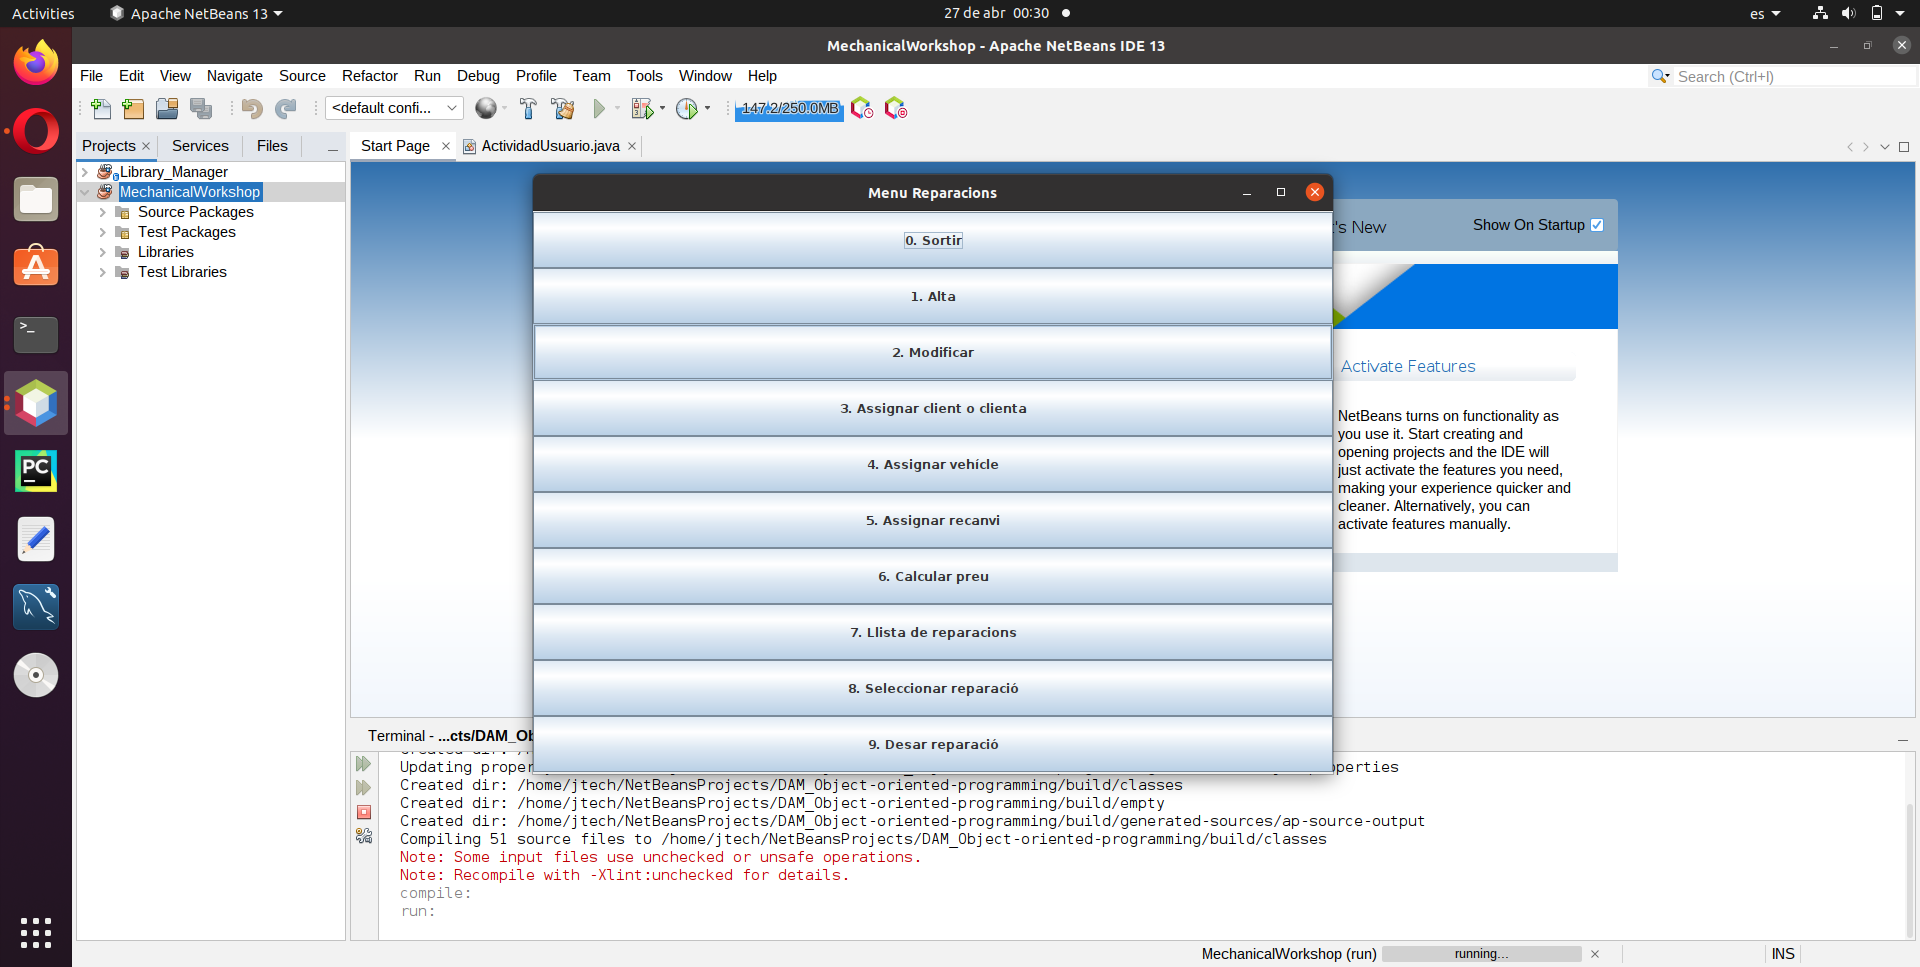 Activities
Apache NetBeans 13
27 de abr 00:30
es
MechanicalWorkshop - Apache NetBeans IDE 13
File Edit View Navigate Source Refactor Run Debug Profile Team Tools Window Help
Search (Ctrl+I)
<default confi...
147.2/250.0MB
Projects
Services
Files
Start Page
ActividadUsuario.java
Library_Manager
MechanicalWorkshop
Source Packages
Test Packages
Libraries
Test Libraries
Menu Reparacions
0. Sortir
1. Alta
2. Modificar
3. Assignar client o clienta
4. Assignar vehícle
5. Assignar recanvi
6. Calcular preu
7. Llista de reparacions
8. Seleccionar reparació
9. Desar reparació
's New
Show On Startup
Activate Features
NetBeans turns on functionality as
you use it. Start creating and
opening projects and the IDE will
just activate the features you need,
making your experience quicker and
cleaner. Alternatively, you can
activate features manually.
PC
>_
Terminal - ...cts/DAM_Ob
Created dir: /h
Updating proper
operties
Created dir: /home/jtech/NetBeansProjects/DAM_Object-oriented-programming/build/classes
Created dir: /home/jtech/NetBeansProjects/DAM_Object-oriented-programming/build/empty
Created dir: /home/jtech/NetBeansProjects/DAM_Object-oriented-programming/build/generated-sources/ap-source-output
Compiling 51 source files to /home/jtech/NetBeansProjects/DAM_Object-oriented-programming/build/classes
Note: Some input files use unchecked or unsafe operations.
Note: Recompile with -Xlint:unchecked for details.
compile:
run:
MechanicalWorkshop (run)
running...
INS